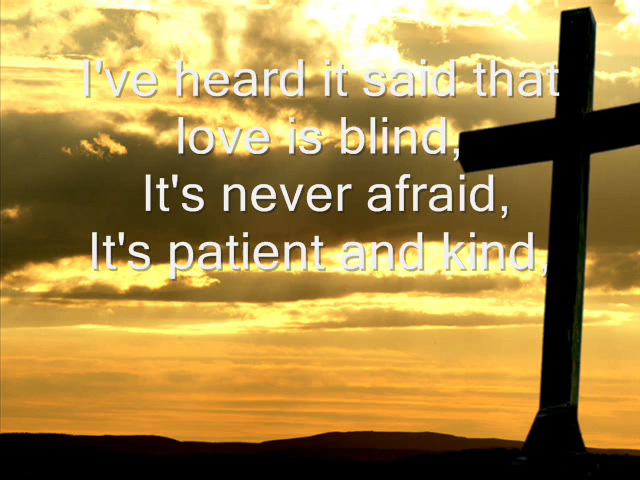 I've heard it said that
love is blind,
It's never afraid,
It's patient and kind,